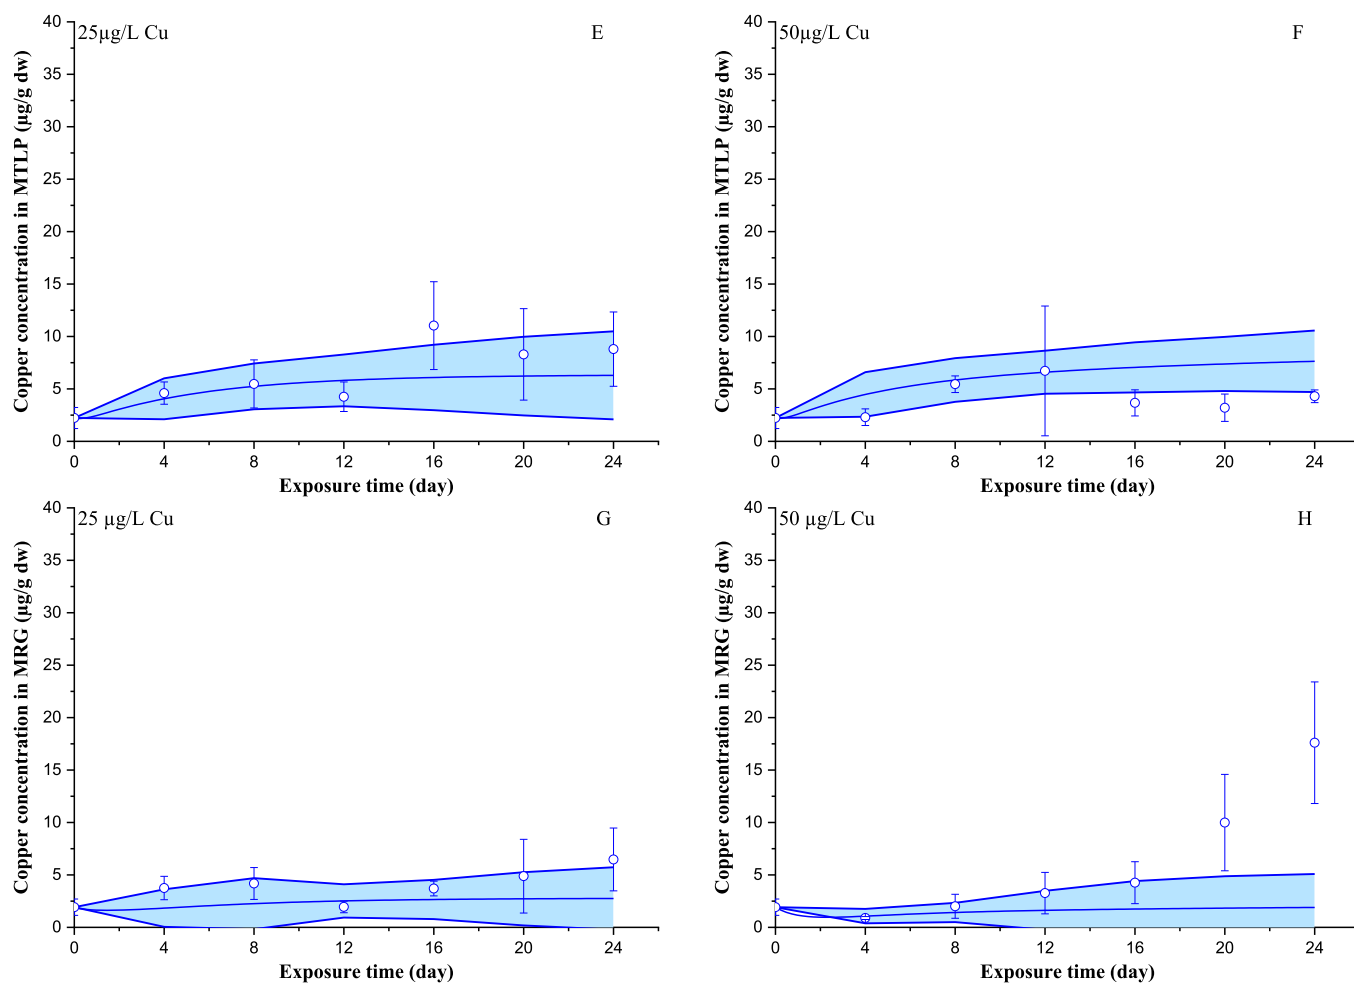 25µg/L Cu E
Copper concentration in MTLP (µg/g dw)
40
35
30
25
20
15
10
5
0
0 4 8 12 16 20 24
Exposure time (day)
50µg/L Cu F
Copper concentration in MTLP (µg/g dw)
40
35
30
25
20
15
10
5
0
0 4 8 12 16 20 24
Exposure time (day)
25 µg/L Cu G
Copper concentration in MRG (µg/g dw)
40
35
30
25
20
15
10
5
0
0 4 8 12 16 20 24
Exposure time (day)
50 µg/L Cu H
Copper concentration in MRG (µg/g dw)
40
35
30
25
20
15
10
5
0
0 4 8 12 16 20 24
Exposure time (day)